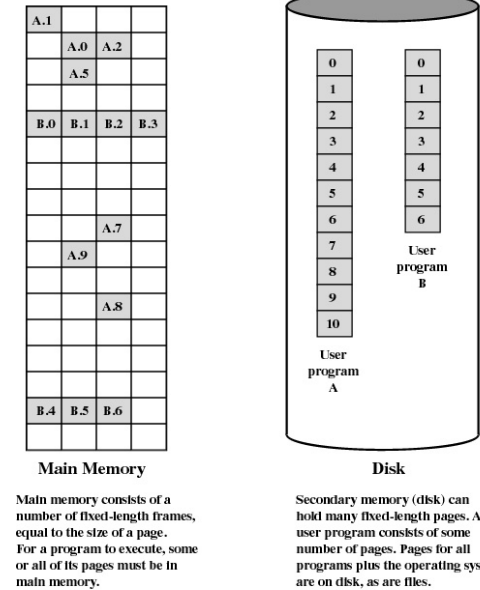 A.1
A.0 A.2
A.5
B.0 B.1 B.2 B.3
A.7
A.9
A.8
B.4 B.5 B.6
Main Memory
Main memory consists of a
number of fixed-length frames,
equal to the size of a page.
For a program to execute, some
or all of its pages must be in
main memory.
0
1
2
3
4
5
6
7
8
9
10
User
program
A
0
1
2
3
4
5
6
User
program
B
Disk
Secondary memory (disk) can
hold many fixed-length pages. A
user program consists of some
number of pages. Pages for all
programs plus the operating sys
are on disk, as are files.